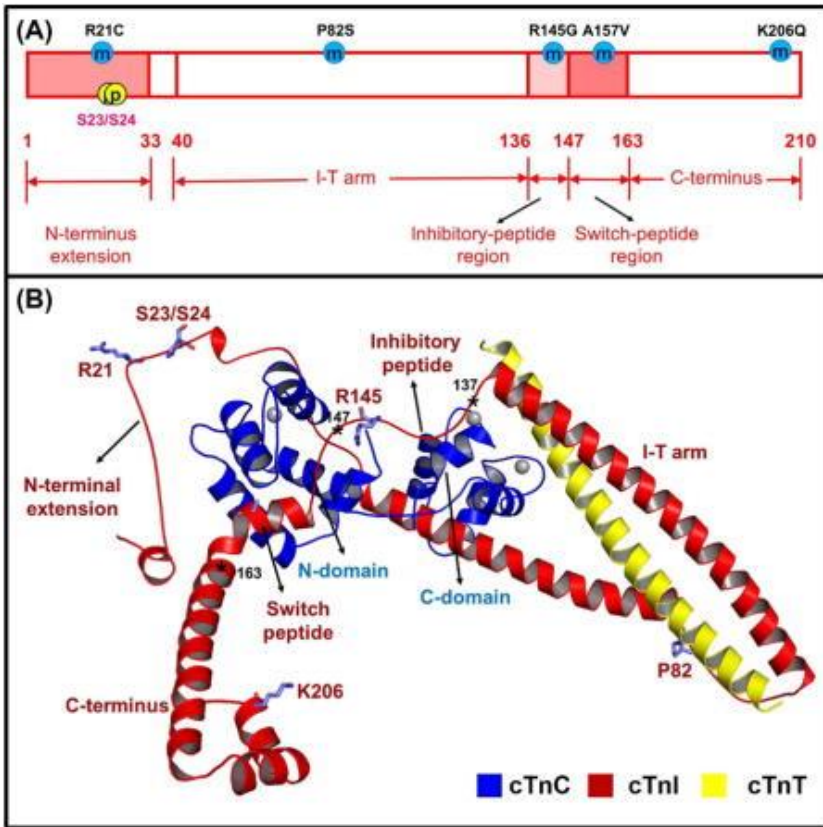 (A)
R21C P82S R145G A157V K206Q
m m m m m
p
S23/S24
1 33 40 136 147 163 210
I-T arm C-terminus
N-terminus
extension
Inhibitory-peptide
region
Switch-peptide
region
(B)
S23/S24
R21
Inhibitory
peptide
137
R145
147
I-T arm
N-terminal
extension
N-domain
163
Switch
peptide
C-domain
P82
C-terminus
K206
cTnC cTnI cTnT